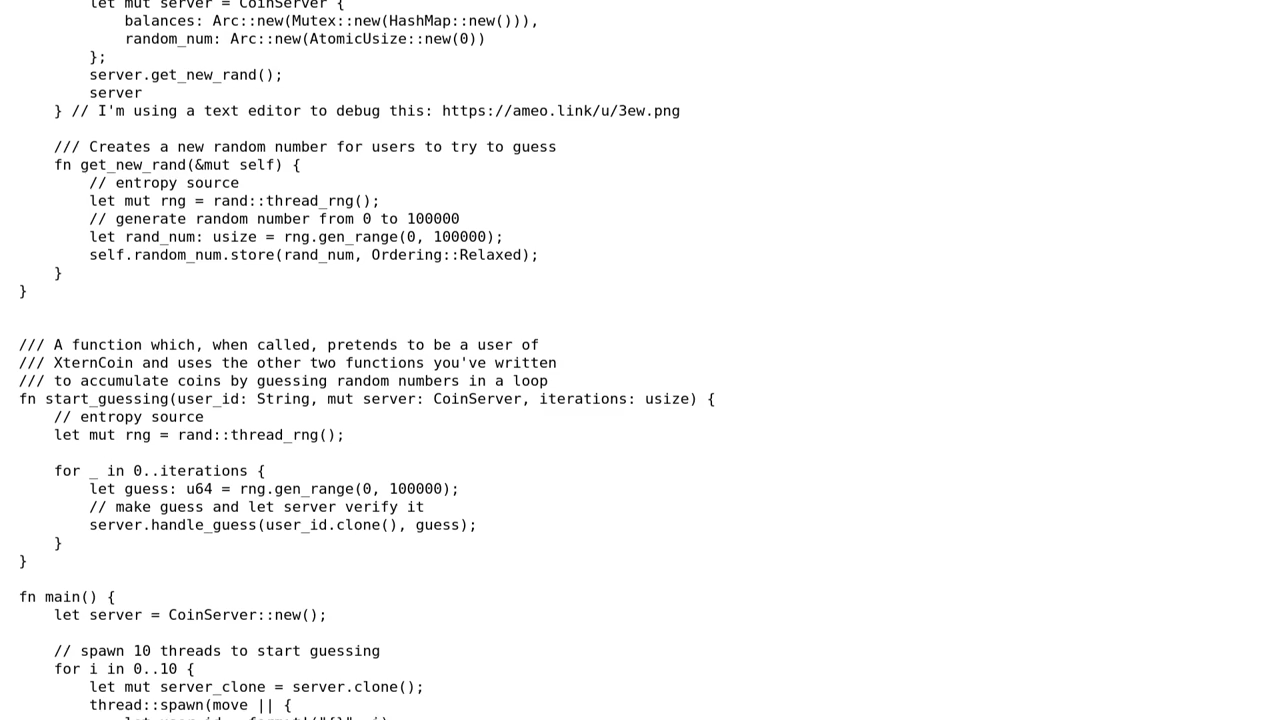 let mut server = CoinServer {
balances: Arc::new(Mutex::new(HashMap::new())),
random_num: Arc::new(AtomicUsize::new(0))
};
server.get_new_rand();
server
} // I'm using a text editor to debug this: https://ameo.link/u/3ew.png
/// Creates a new random number for users to try to guess
fn get_new_rand(&mut self) {
// entropy source
let mut rng = rand::thread_rng();
// generate random number from 0 to 100000
let rand_num: usize = rng.gen_range(0, 100000);
self.random_num.store(rand_num, Ordering::Relaxed);
}
}
/// A function which, when called, pretends to be a user of
/// XternCoin and uses the other two functions you've written
/// to accumulate coins by guessing random numbers in a loop
fn start_guessing(user_id: String, mut server: CoinServer, iterations: usize) {
// entropy source
let mut rng = rand::thread_rng();
for _ in 0..iterations {
let guess: u64 = rng.gen_range(0, 100000);
// make guess and let server verify it
server.handle_guess(user_id.clone(), guess);
}
}
fn main() {
let server = CoinServer::new();
// spawn 10 threads to start guessing
for i in 0..10 {
let mut server_clone = server.clone();
thread::spawn(move || {